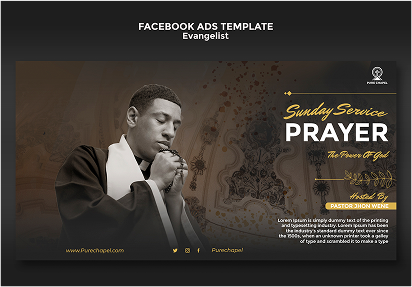 FACEBOOK ADS TEMPLATE
Evangelist
PURE CHAPEL
Sunday Service
PRAYER
The Power Of God
Hosted By
PASTOR JHON WENE
Lorem Ipsum is simply dummy text of the printing
and typesetting industry. Lorem Ipsum has been
the industry's standard dummy text ever since
the 1500s, when an unknown printer took a galley
of type and scrambled it to make a type
www.Purechapel.com
Purechapel